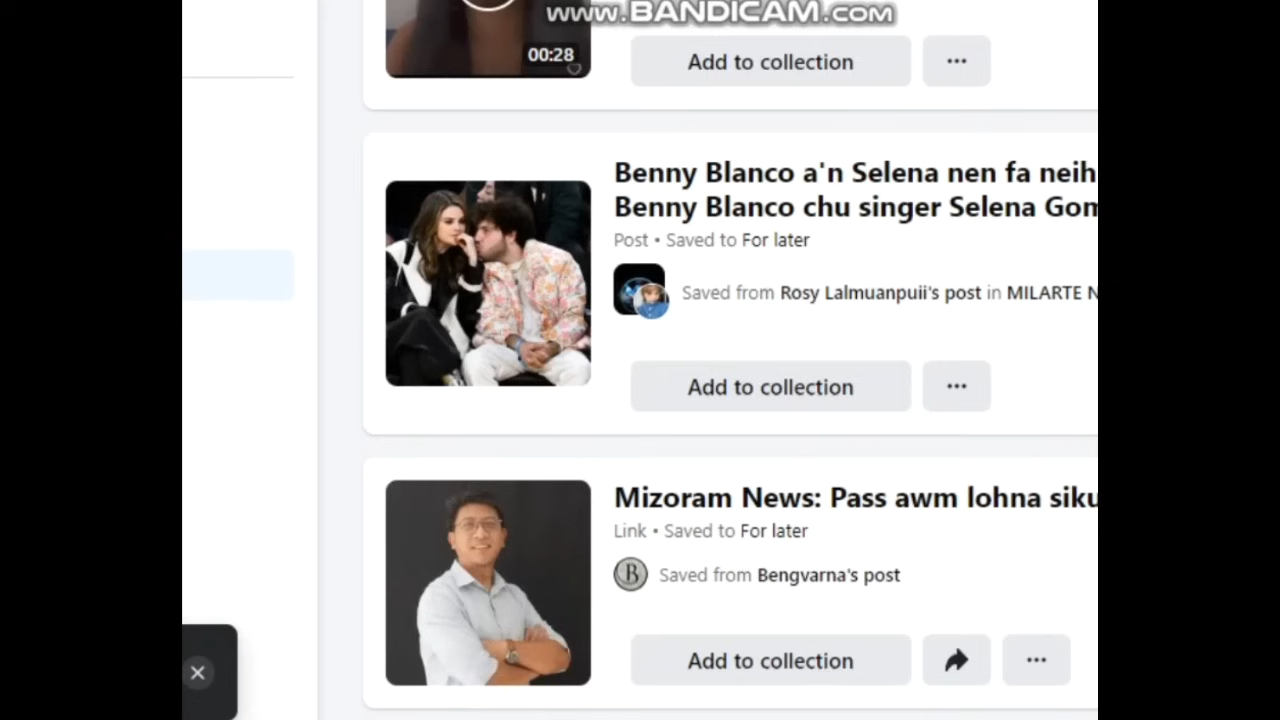 www.BANDICAM.com
00:28
Add to collection
Benny Blanco a'n Selena nen fa neih
Benny Blanco chu singer Selena Gom
Post • Saved to For later
Saved from Rosy Lalmuanpuii's post in MILARTE N
Add to collection
Mizoram News: Pass awm lohna siku
Link • Saved to For later
B
Saved from Bengvarna's post
Add to collection